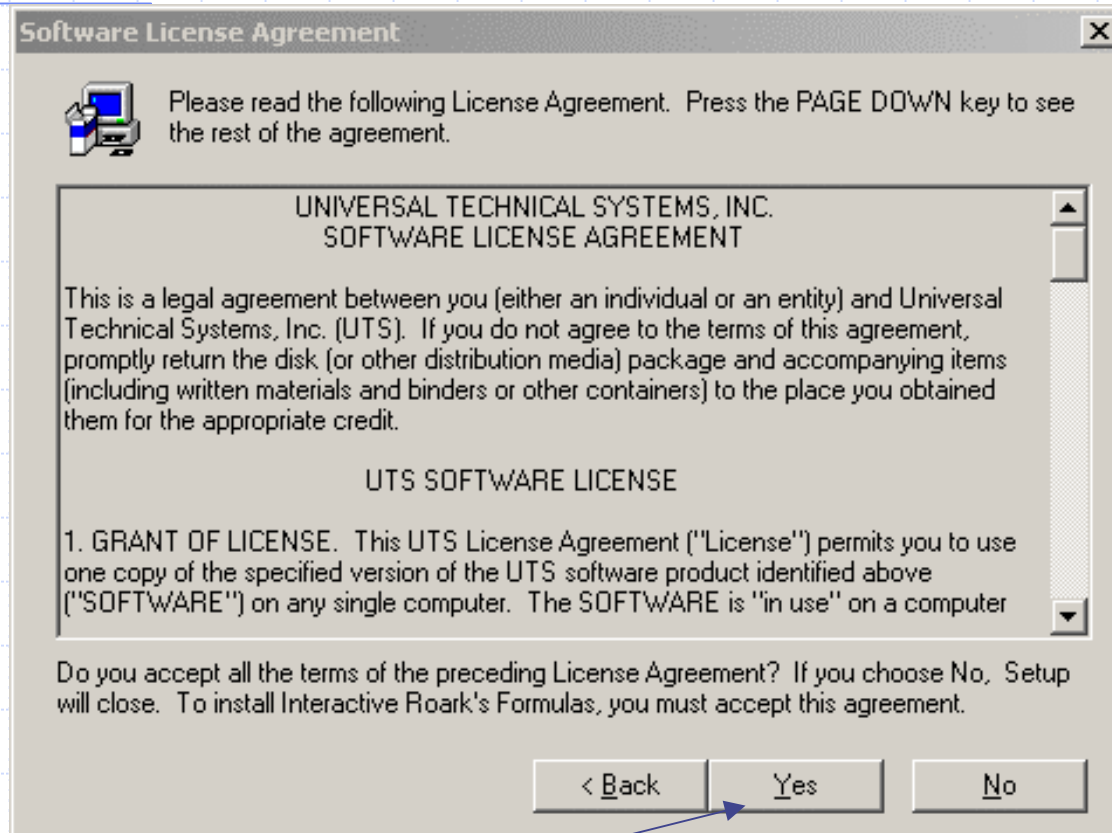 Software License Agreement
Please read the following License Agreement. Press the PAGE DOWN key to see
the rest of the agreement.
UNIVERSAL TECHNICAL SYSTEMS, INC.
SOFTWARE LICENSE AGREEMENT
This is a legal agreement between you (either an individual or an entity) and Universal
Technical Systems, Inc. (UTS). If you do not agree to the terms of this agreement,
promptly return the disk (or other distribution media) package and accompanying items
(including written materials and binders or other containers) to the place you obtained
them for the appropriate credit.
UTS SOFTWARE LICENSE
1. GRANT OF LICENSE. This UTS License Agreement ("License") permits you to use
one copy of the specified version of the UTS software product identified above
("SOFTWARE") on any single computer. The SOFTWARE is "in use" on a computer
Do you accept all the terms of the preceding License Agreement? If you choose No, Setup
will close. To install Interactive Roark's Formulas, you must accept this agreement.
< Back Yes No